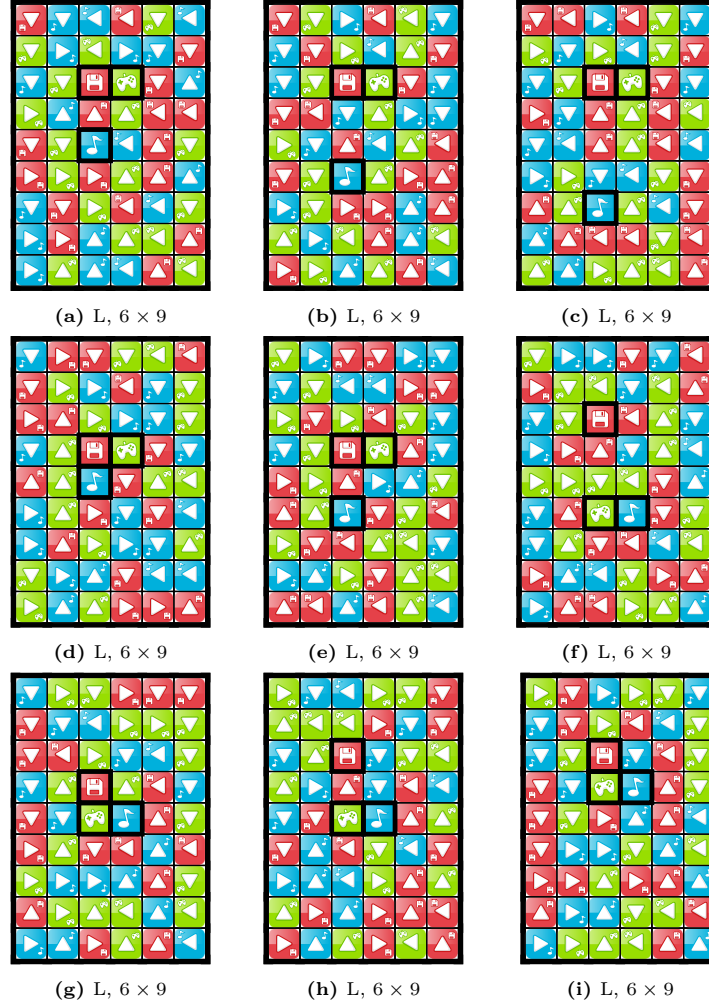 (a) L, 6 × 9
(b) L, 6 × 9
(c) L, 6 × 9
(d) L, 6 × 9
(e) L, 6 × 9
(f) L, 6 × 9
(g) L, 6 × 9
(h) L, 6 × 9
(i) L, 6 × 9